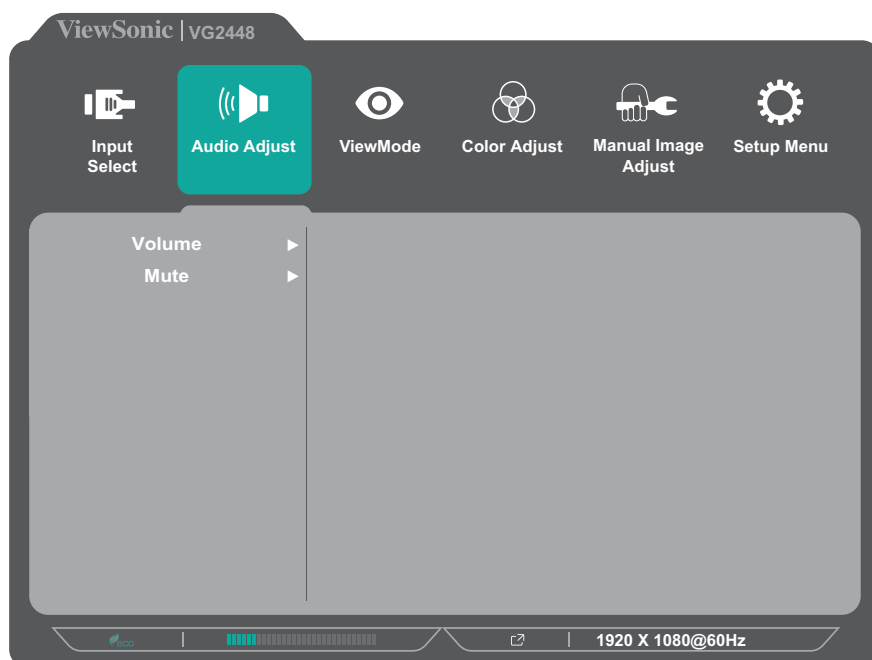 ViewSonic | VG2448
Input
Select
Audio Adjust
ViewMode
Color Adjust
Manual Image
Adjust
Setup Menu
Volume
Mute
eco
1920 X 1080@60Hz